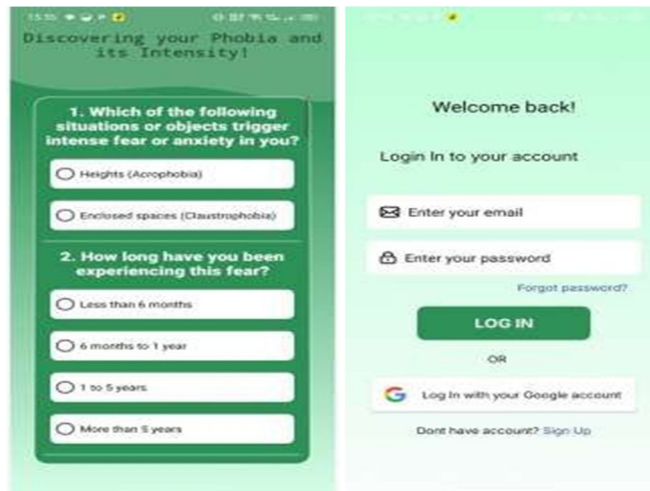 15:55
Discovering your Phobia and
its Intensity!
1. Which of the following
situations or objects trigger
intense fear or anxiety in you?
Heights (Acrophobia)
Enclosed spaces (Claustrophobia)
2. How long have you been
experiencing this fear?
Less than 6 months
6 months to 1 year
1 to 5 years
More than 5 years
Welcome back!
Login In to your account
Enter your email
Enter your password
Forgot password?
LOG IN
OR
Log In with your Google account
Dont have account? Sign Up